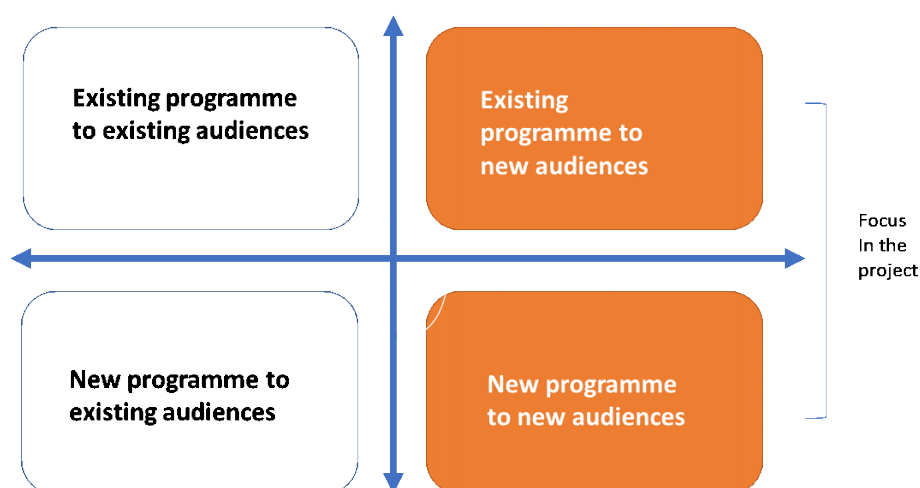 Existing programme
to existing audiences
Existing
programme to
new audiences
New programme to
existing audiences
New programme
to new audiences
Focus
In the
project